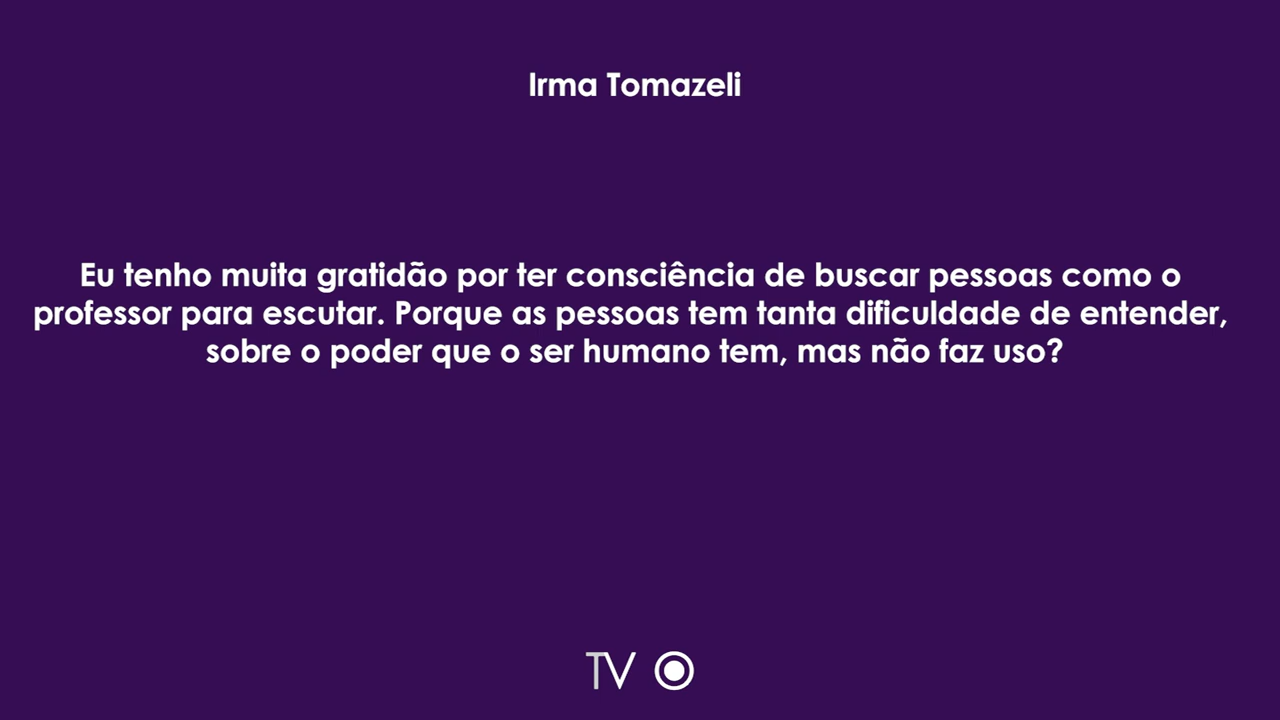 Irma Tomazeli
Eu tenho muita gratidão por ter consciência de buscar pessoas como o
professor para escutar. Porque as pessoas tem tanta dificuldade de entender,
sobre o poder que o ser humano tem, mas não faz uso?
TV